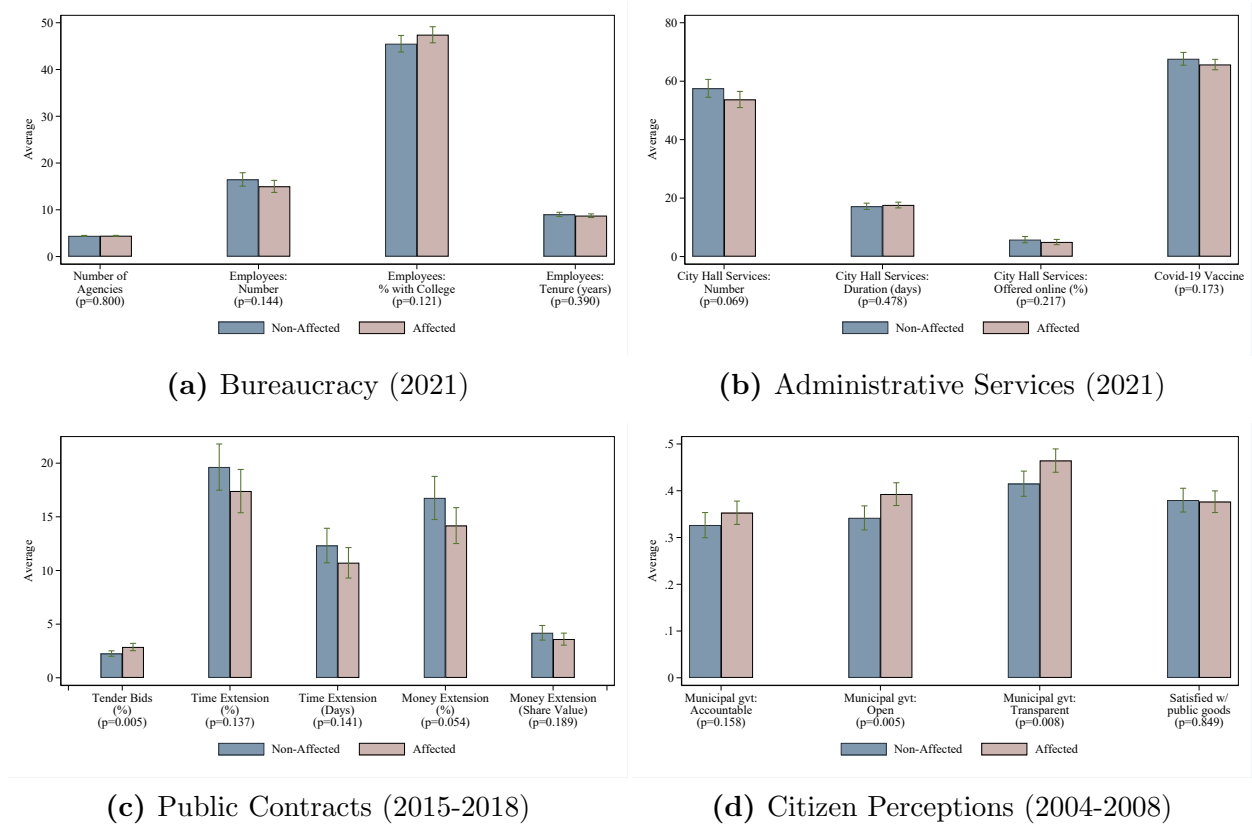 50
40
30
20
10
0
Average
Number of
Agencies
(p=0.800)
Employees:
Number
(p=0.144)
Employees:
% with College
(p=0.121)
Employees:
Tenure (years)
(p=0.390)
Non-Affected
Affected
(a) Bureaucracy (2021)
80
60
40
20
0
Average
City Hall Services:
Number
(p=0.069)
City Hall Services:
Duration (days)
(p=0.478)
City Hall Services:
Offered online (%)
(p=0.217)
Covid-19 Vaccine
(p=0.173)
Non-Affected
Affected
(b) Administrative Services (2021)
20
15
10
5
0
Average
Tender Bids
(%)
(p=0.005)
Time Extension
(%)
(p=0.137)
Time Extension
(Days)
(p=0.141)
Money Extension
(%)
(p=0.054)
Money Extension
(Share Value)
(p=0.189)
Non-Affected
Affected
(c) Public Contracts (2015-2018)
.5
.4
.3
.2
.1
0
Average
Municipal gvt:
Accountable
(p=0.158)
Municipal gvt:
Open
(p=0.005)
Municipal gvt:
Transparent
(p=0.008)
Satisfied w/
public goods
(p=0.849)
Non-Affected
Affected
(d) Citizen Perceptions (2004-2008)